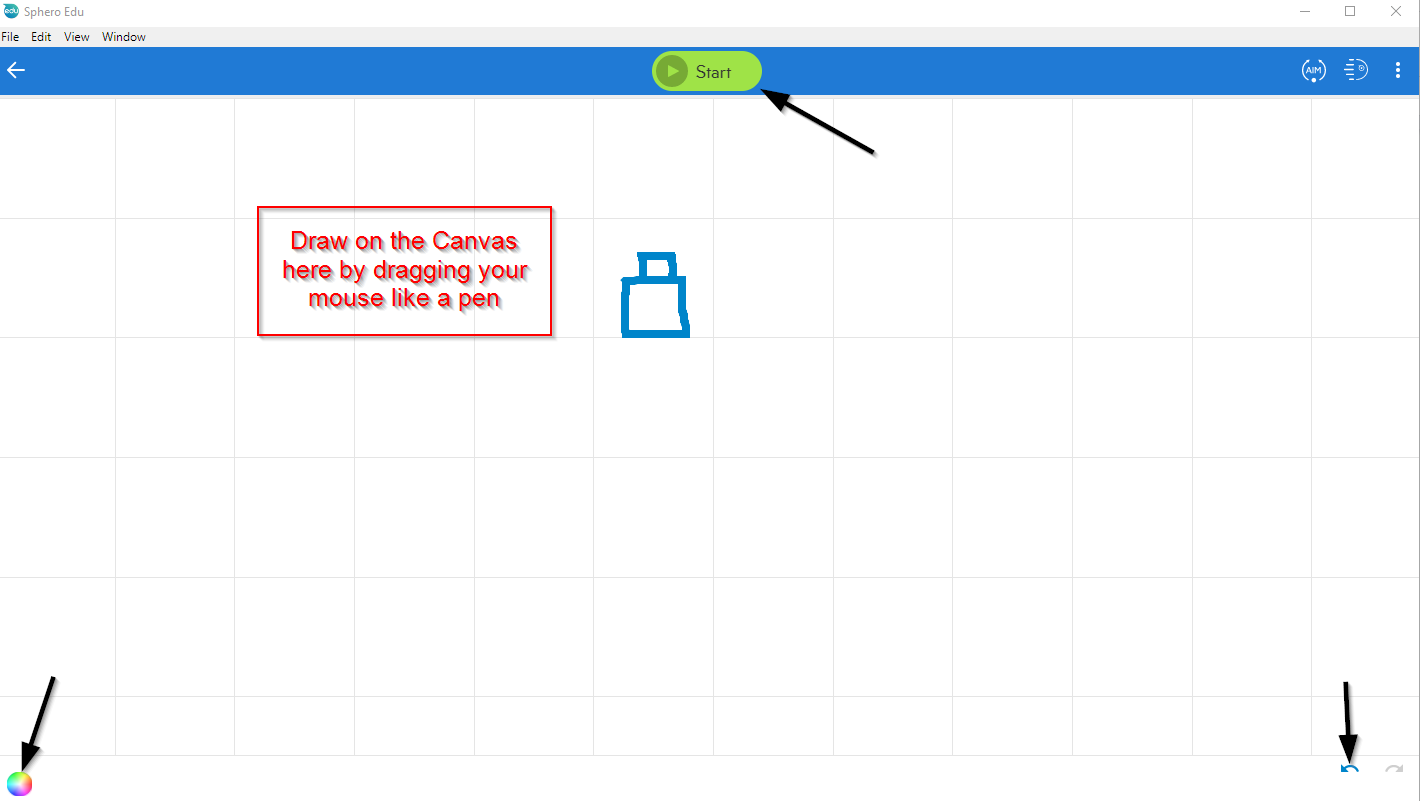 edu Sphero Edu
File Edit View Window
Start
AIM
Draw on the Canvas
here by dragging your
mouse like a pen